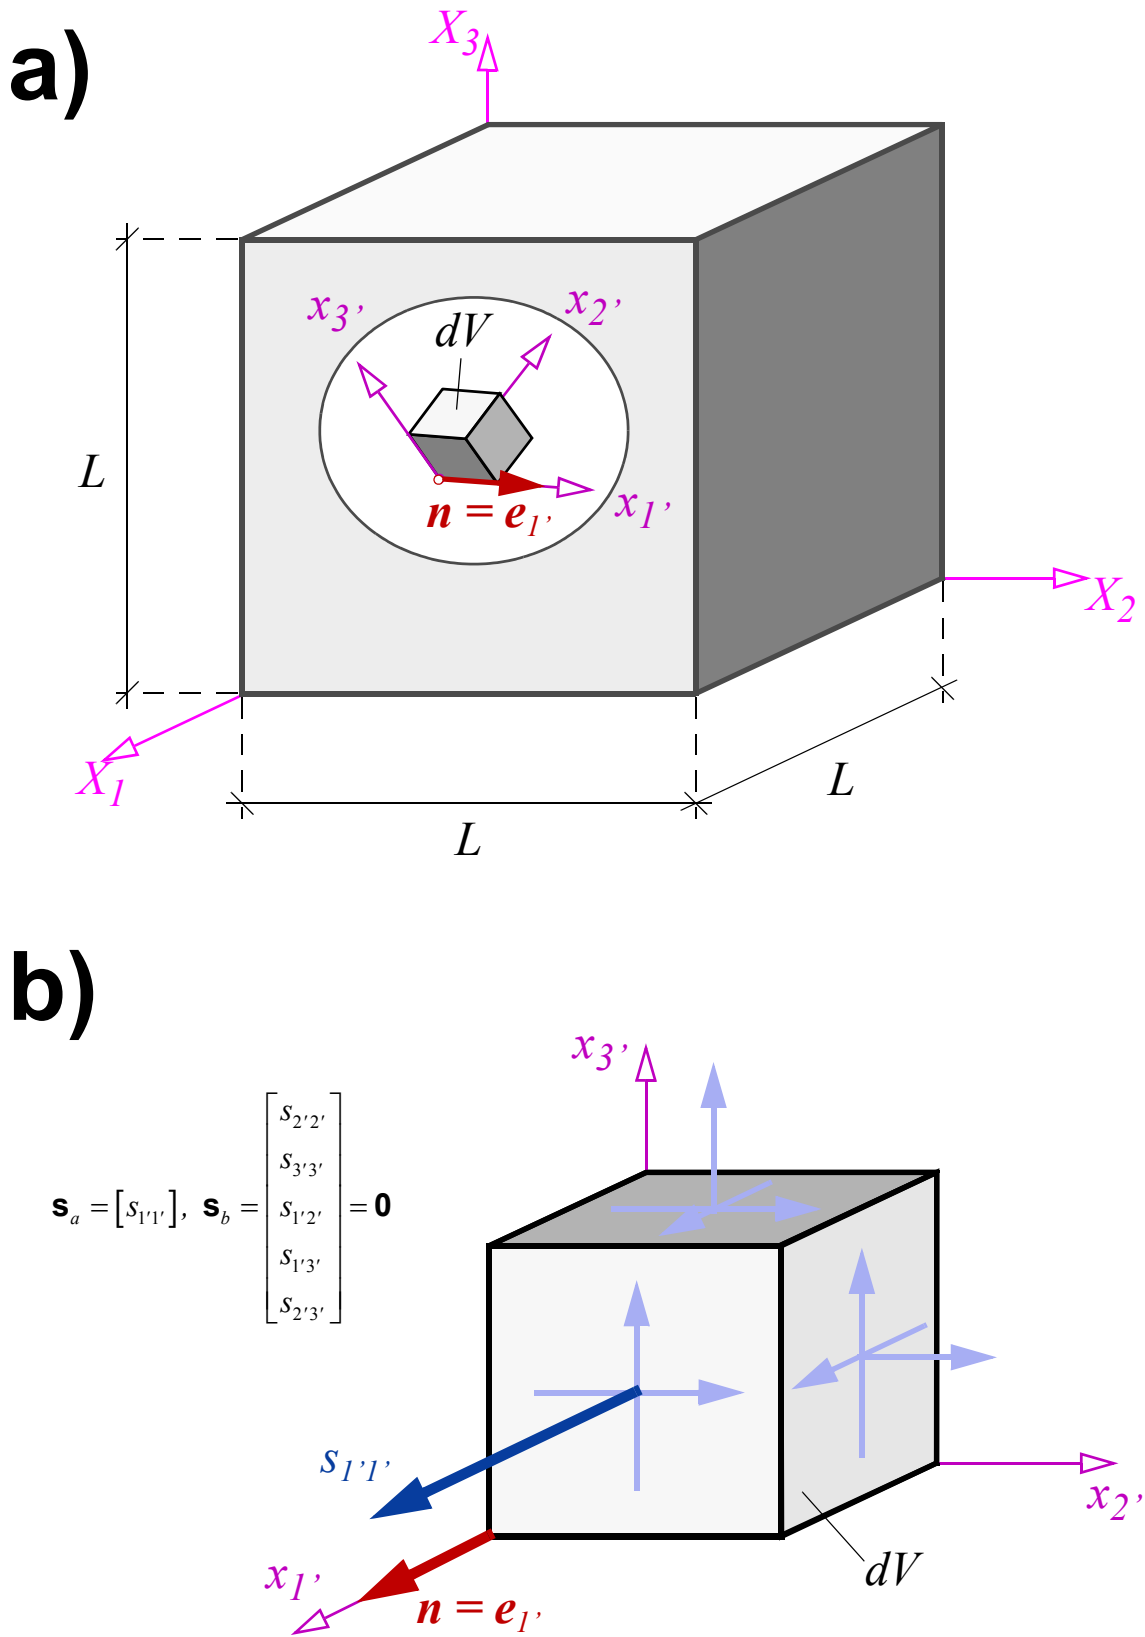 a)
X3
x3’
x2’
dV
L
n = e1’
x1’
X2
X1
L
L
b)
x3’
sa = [s1'1'], sb = [s2'2' s3'3' s1'2' s1'3' s2'3'] = 0
s1’1’
x2’
dV
x1’
n = e1’